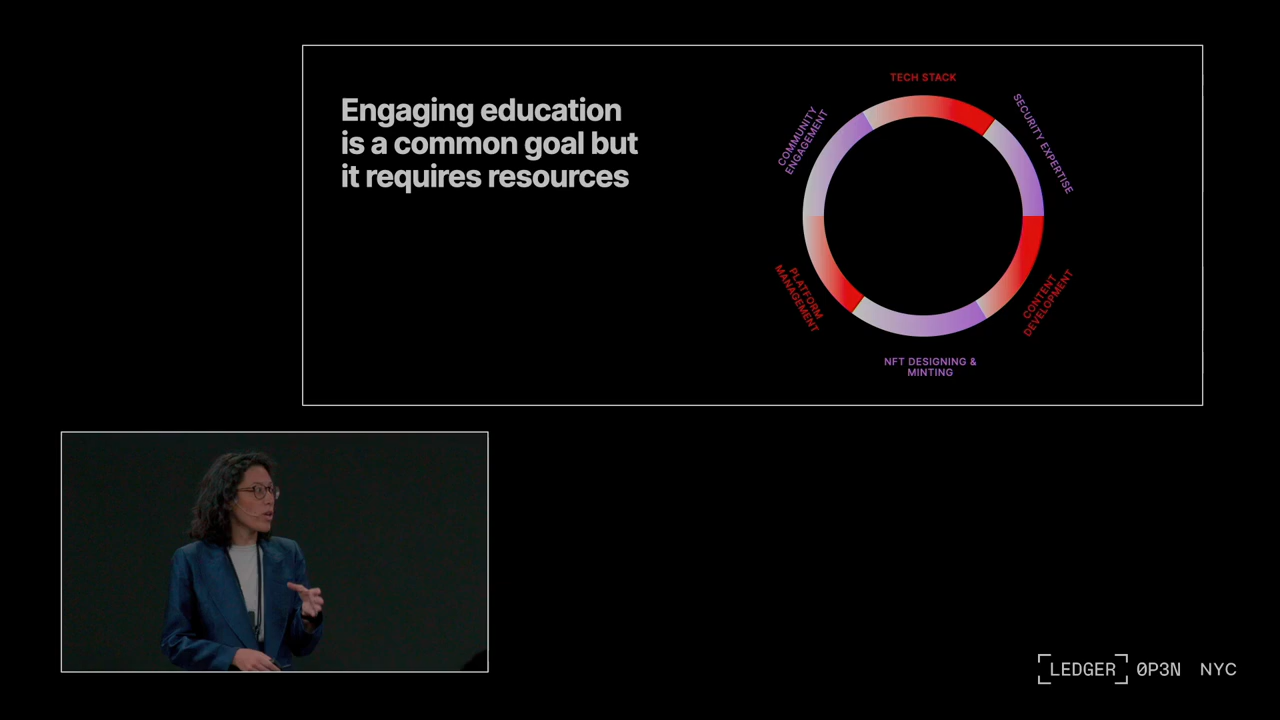 Engaging education
is a common goal but
it requires resources
TECH STACK
SECURITY EXPERTISE
CONTENT
DEVELOPMENT
NFT DESIGNING &
MINTING
PLATFORM
MANAGEMENT
COMMUNITY
ENGAGEMENT
LEDGER 0P3N NYC